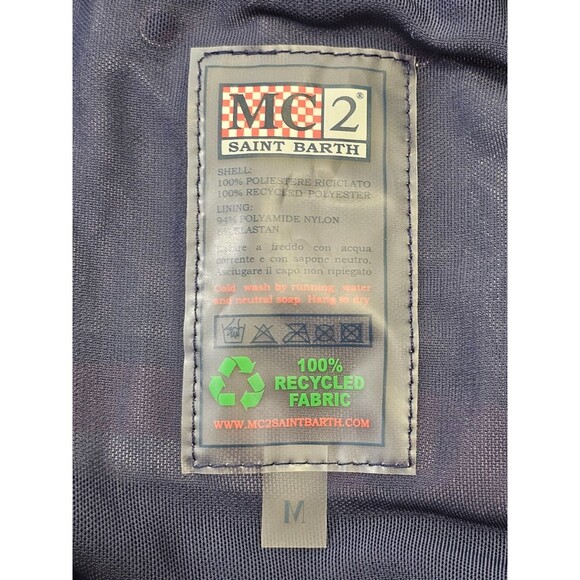 MC2®
SAINT BARTH
SHELL:
100% POLIESTERE RICICLATO
100% RECYCLED POLYESTER
LINING:
94% POLYAMIDE NYLON
6% ELASTAN
Lavare a freddo con acqua
corrente e con sapone neutro.
Asciugare il capo non ripiegato
Cold wash by running water
and neutral soap. Hang to dry
100%
RECYCLED
FABRIC
WWW.MC2SAINTBARTH.COM
M